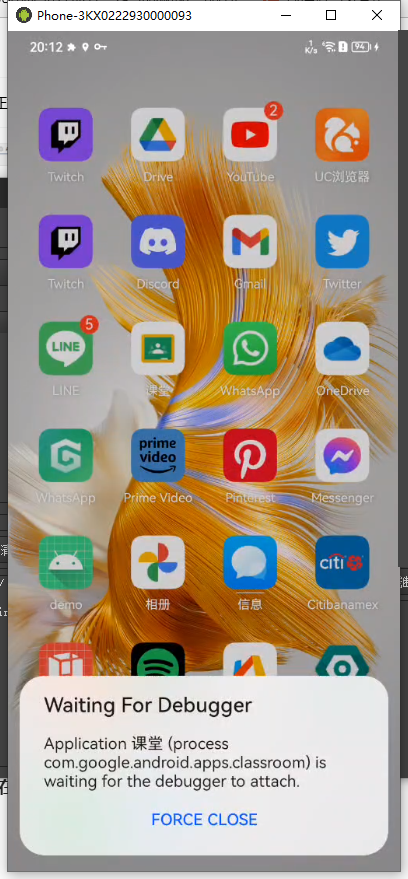 Phone-3KX0222930000093
20:12
1
K/s
94
2
Twitch
Drive
YouTube
UC浏览器
Twitch
Discord
Gmail
Twitter
5
LINE
LINE
课堂
WhatsApp
OneDrive
prime
video
WhatsApp
Prime Video
Pinterest
Messenger
citi
demo
相册
信息
Citibanamex
Waiting For Debugger
Application 课堂 (process
com.google.android.apps.classroom) is
waiting for the debugger to attach.
FORCE CLOSE